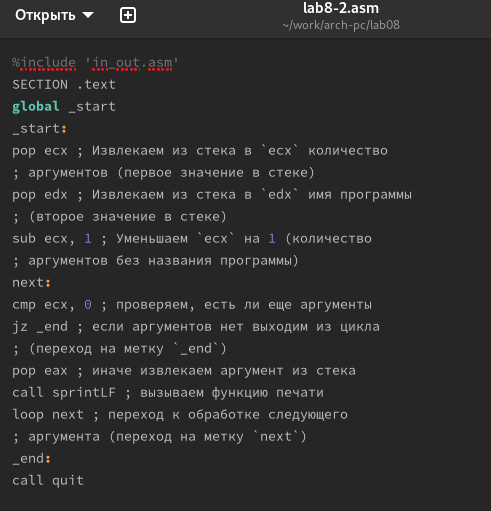 Открыть
lab8-2.asm
~/work/arch-pc/lab08
%include 'in_out.asm'
SECTION .text
global _start
_start:
pop ecx ; Извлекаем из стека в `ecx` количество
; аргументов (первое значение в стеке)
pop edx ; Извлекаем из стека в `edx` имя программы
; (второе значение в стеке)
sub ecx, 1 ; Уменьшаем `ecx` на 1 (количество
; аргументов без названия программы)
next:
cmp ecx, 0 ; проверяем, есть ли еще аргументы
jz _end ; если аргументов нет выходим из цикла
; (переход на метку `_end`)
pop eax ; иначе извлекаем аргумент из стека
call sprintLF ; вызываем функцию печати
loop next ; переход к обработке следующего
; аргумента (переход на метку `next`)
_end:
call quit